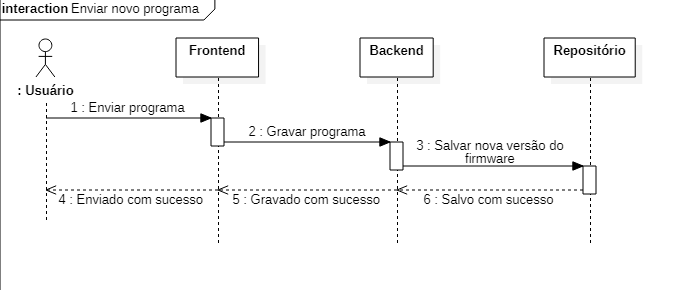 interaction Enviar novo programa
Frontend
Backend
Repositório
: Usuário
1 : Enviar programa
2 : Gravar programa
3 : Salvar nova versão do
firmware
4 : Enviado com sucesso
5 : Gravado com sucesso
6 : Salvo com sucesso